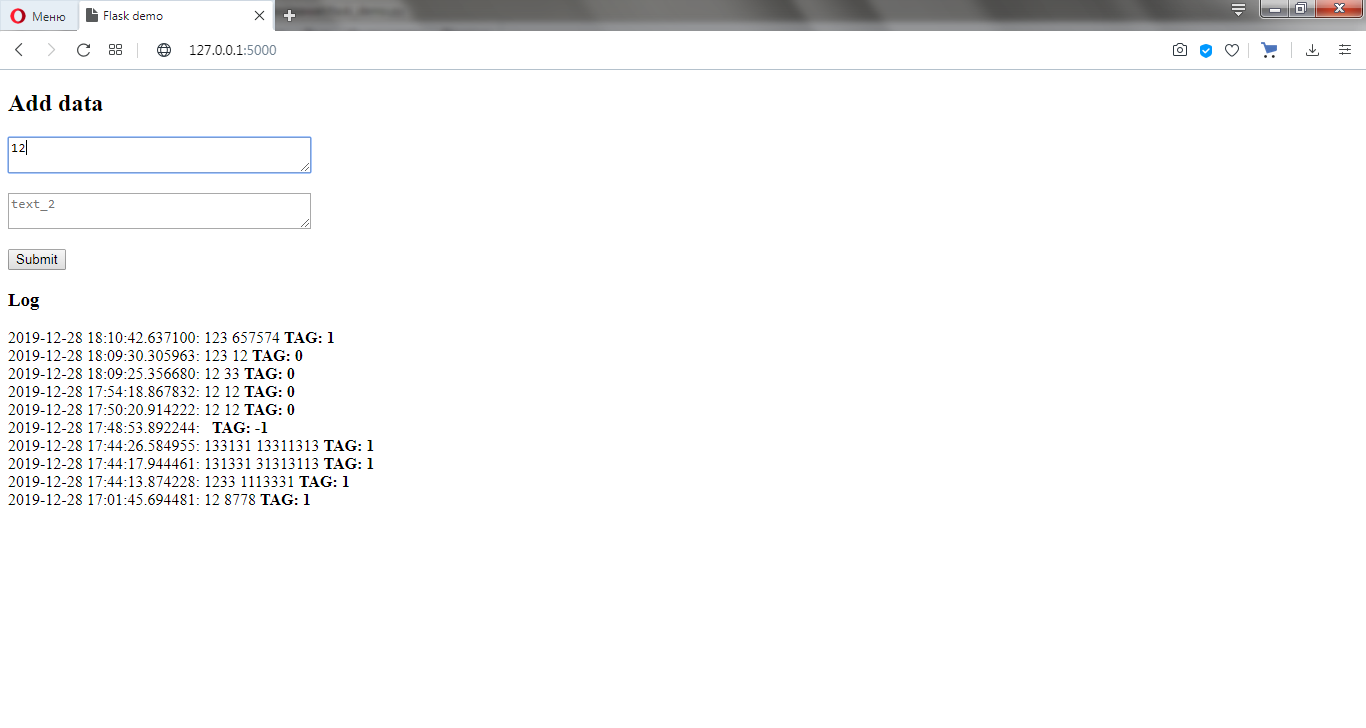 Меню
Flask demo
127.0.0.1:5000
Add data
12
text_2
Submit
Log
2019-12-28 18:10:42.637100: 123 657574 TAG: 1
2019-12-28 18:09:30.305963: 123 12 TAG: 0
2019-12-28 18:09:25.356680: 12 33 TAG: 0
2019-12-28 17:54:18.867832: 12 12 TAG: 0
2019-12-28 17:50:20.914222: 12 12 TAG: 0
2019-12-28 17:48:53.892244: TAG: -1
2019-12-28 17:44:26.584955: 133131 13311313 TAG: 1
2019-12-28 17:44:17.944461: 131331 31313113 TAG: 1
2019-12-28 17:44:13.874228: 1233 1113331 TAG: 1
2019-12-28 17:01:45.694481: 12 8778 TAG: 1